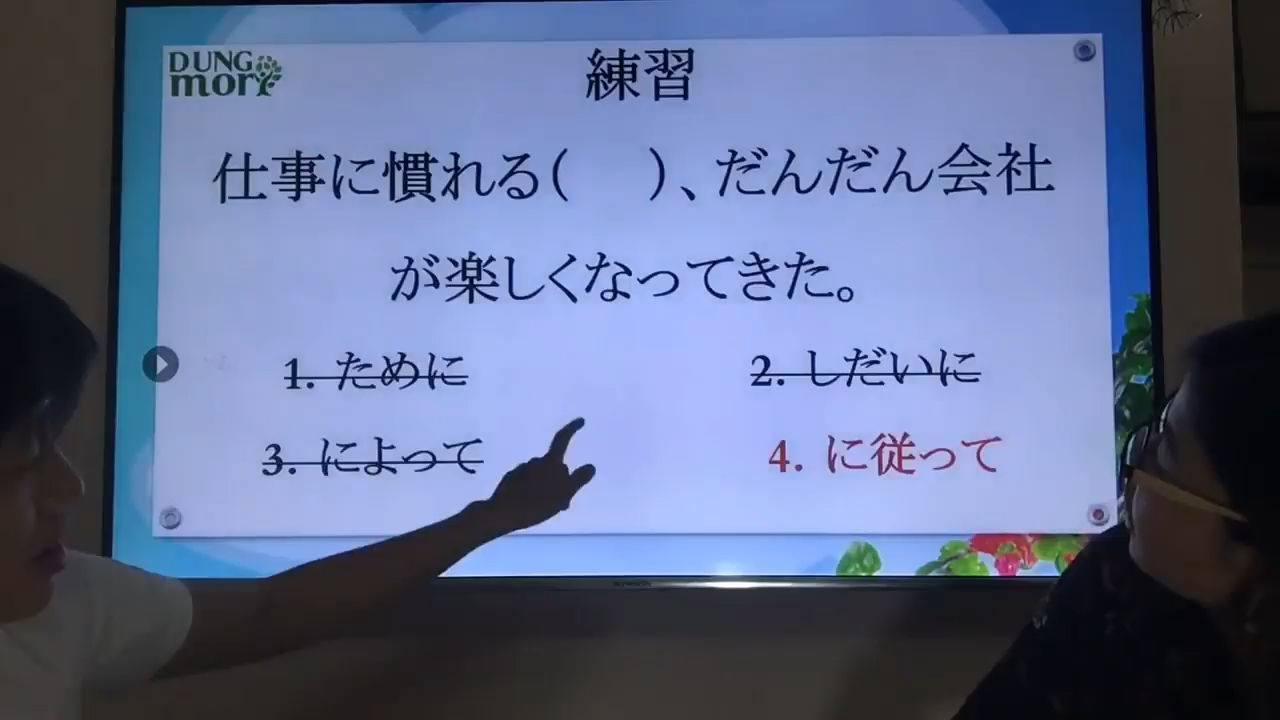 DUNG
mori
練習
仕事に慣れる( )、だんだん会社
が楽しくなってきた。
1. ために
2. しだいに
3. によって
4. に従って